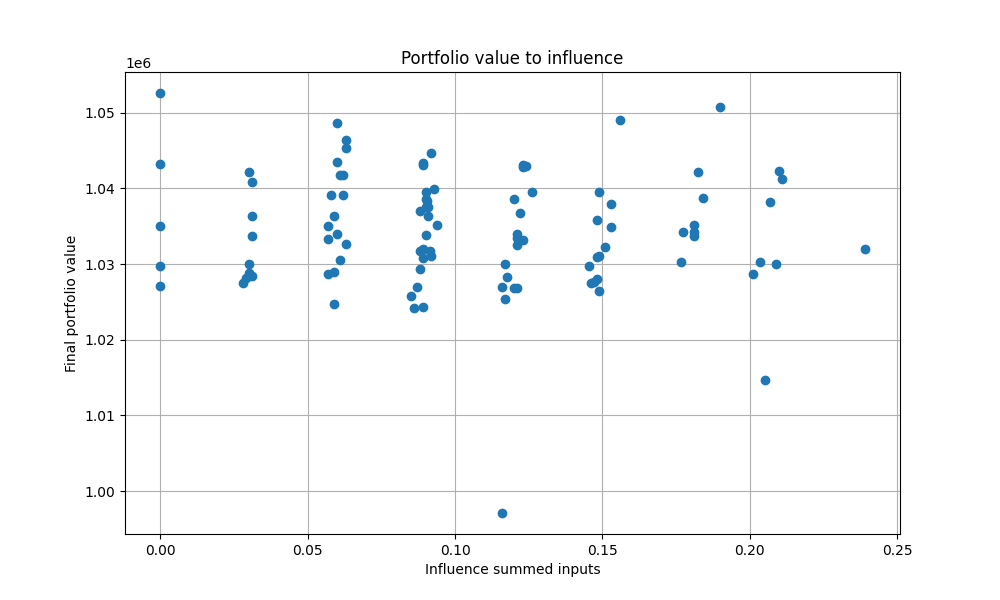 Portfolio value to influence
1e6
1.05
1.04
1.03
1.02
1.01
1.00
Final portfolio value
0.00 0.05 0.10 0.15 0.20 0.25
Influence summed inputs